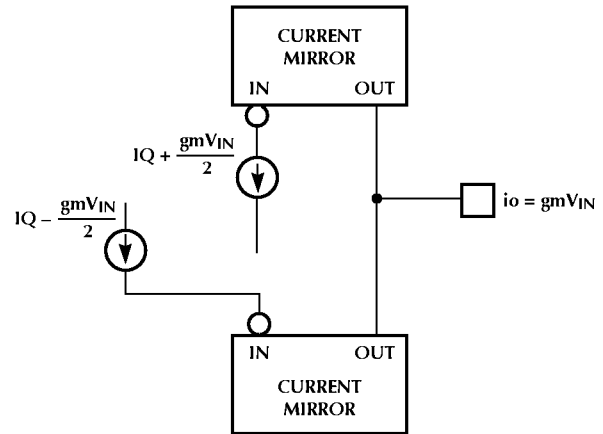 CURRENT
MIRROR
IN OUT
IQ + gmVIN
2
IQ – gmVIN
2
io = gmVIN
IN OUT
CURRENT
MIRROR